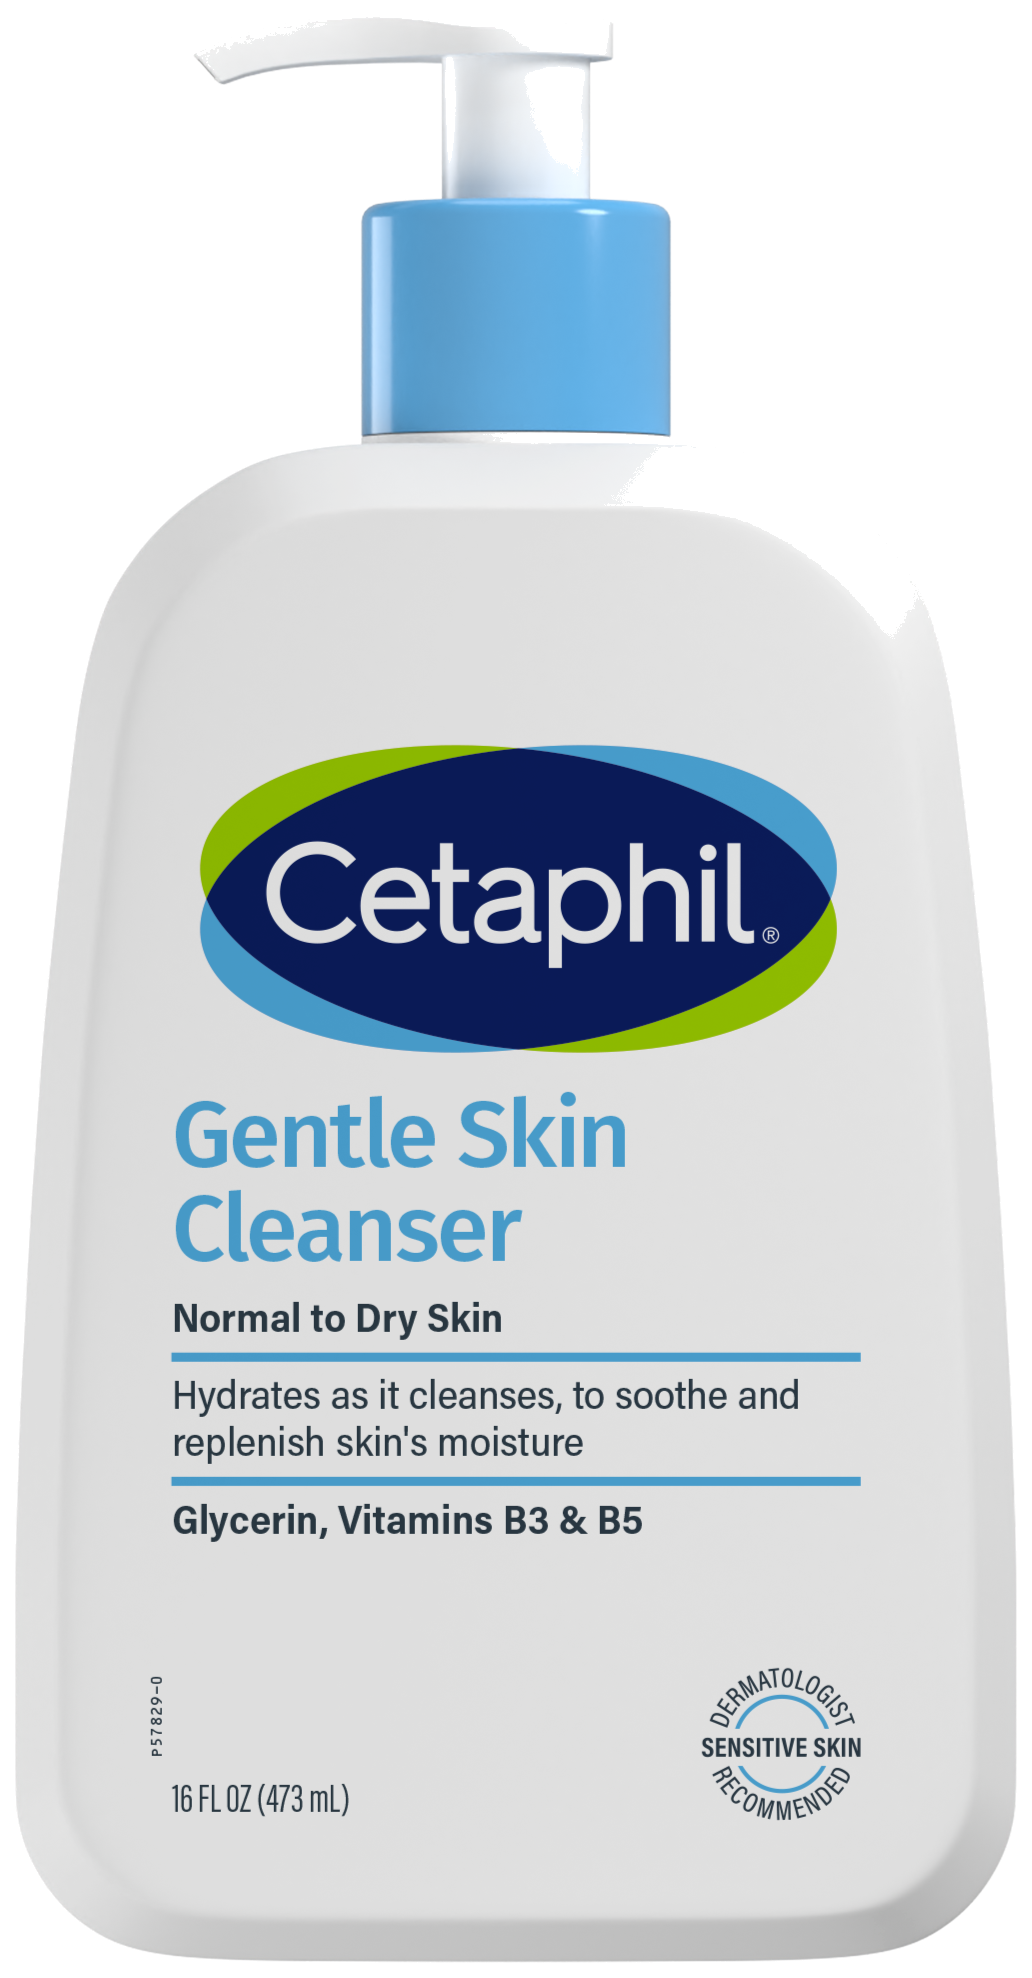 Cetaphil®
Gentle Skin
Cleanser
Normal to Dry Skin
Hydrates as it cleanses, to soothe and
replenish skin's moisture
Glycerin, Vitamins B3 & B5
P57829-0
16 FL OZ (473 mL)
DERMATOLOGIST
SENSITIVE SKIN
RECOMMENDED